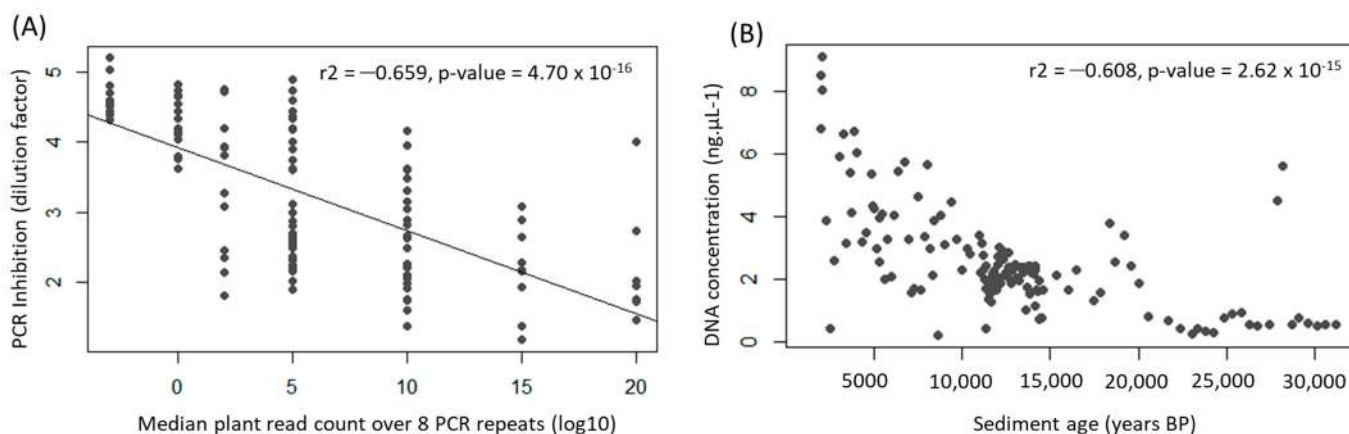 (A)
r2 = —0.659, p-value = 4.70 x 10⁻¹⁶
PCR Inhibition (dilution factor)
5
4
3
2
0 5 10 15 20
Median plant read count over 8 PCR repeats (log10)
(B)
r2 = —0.608, p-value = 2.62 x 10⁻¹⁵
DNA concentration (ng.µL-1)
8
6
4
2
0
5000 10,000 15,000 20,000 25,000 30,000
Sediment age (years BP)